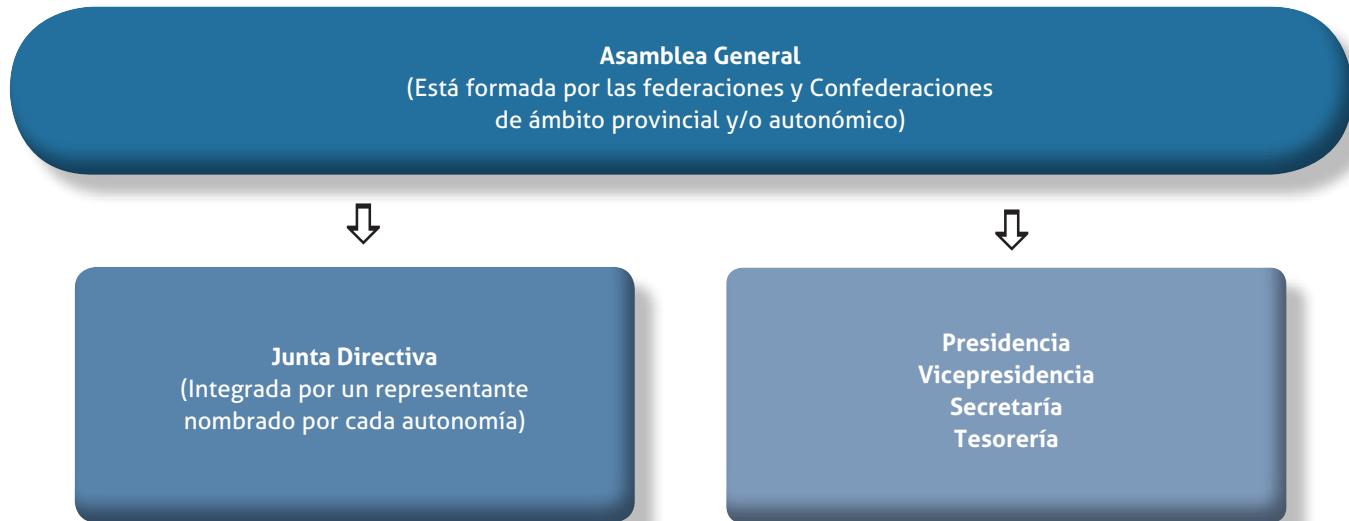 Asamblea General
(Está formada por las federaciones y Confederaciones
de ámbito provincial y/o autonómico)
Junta Directiva
(Integrada por un representante
nombrado por cada autonomía)
Presidencia
Vicepresidencia
Secretaría
Tesorería